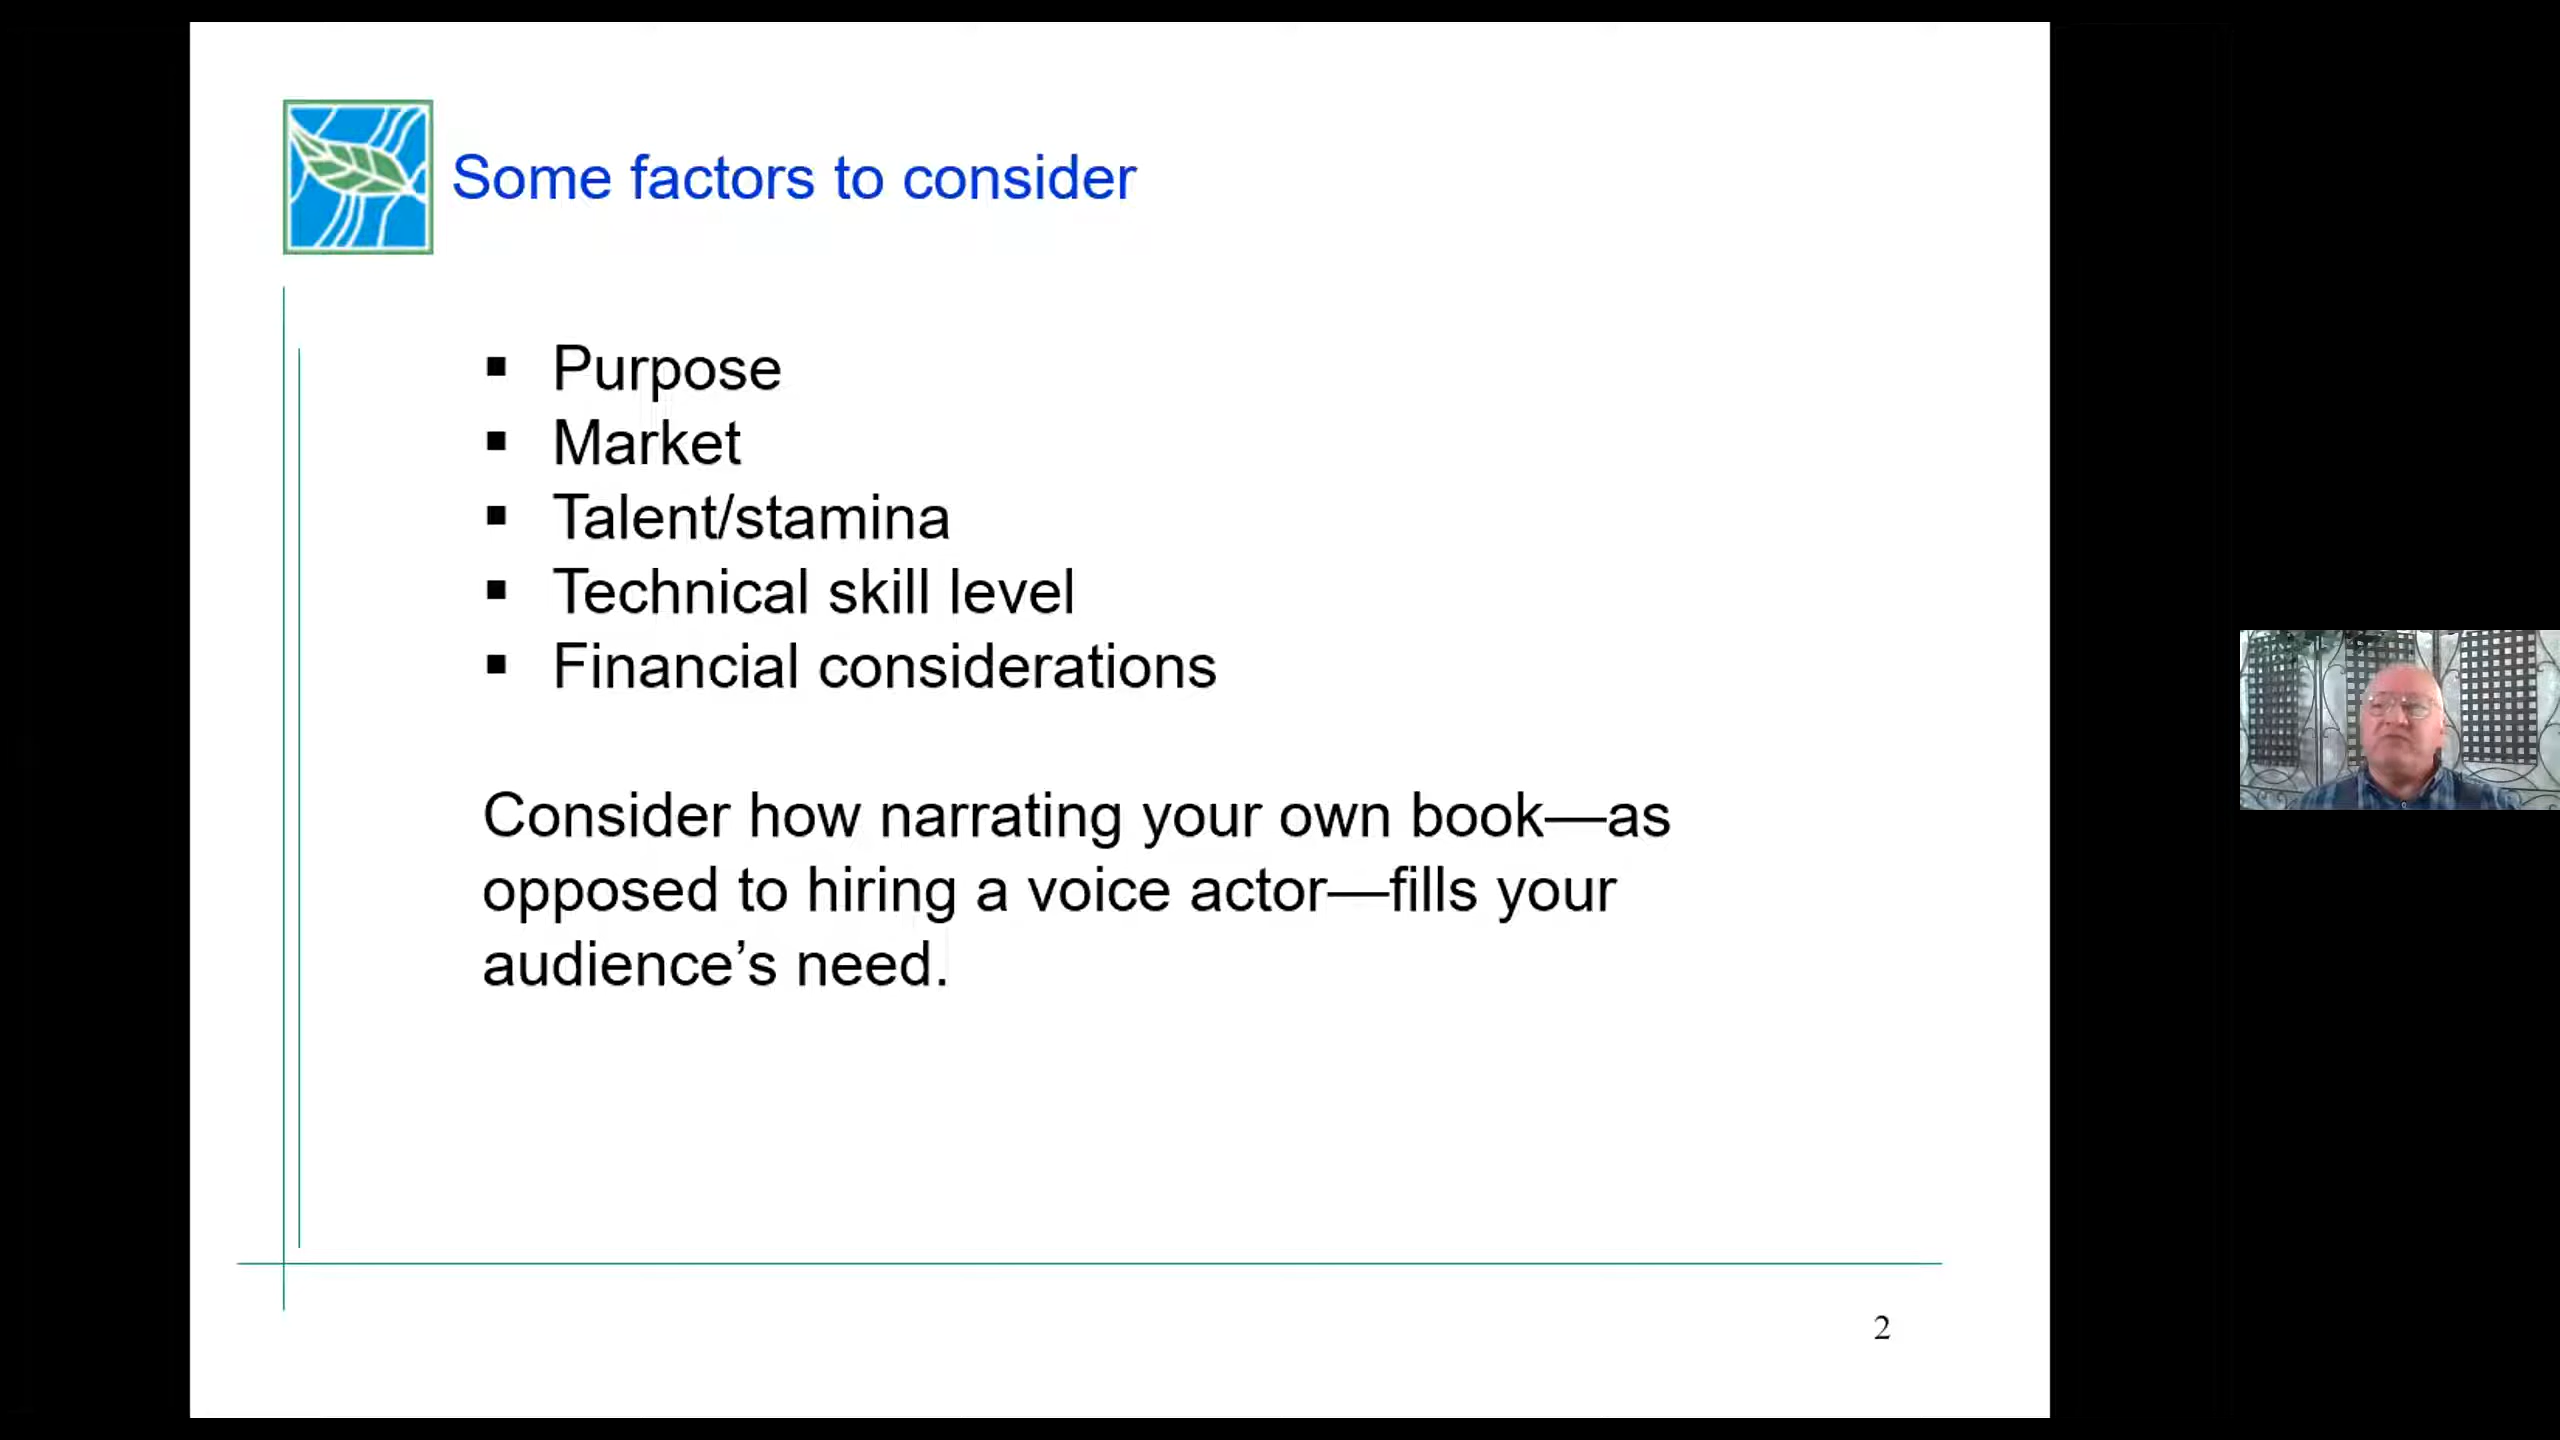 Some factors to consider
▪ Purpose
▪ Market
▪ Talent/stamina
▪ Technical skill level
▪ Financial considerations
Consider how narrating your own book—as
opposed to hiring a voice actor—fills your
audience’s need.
2